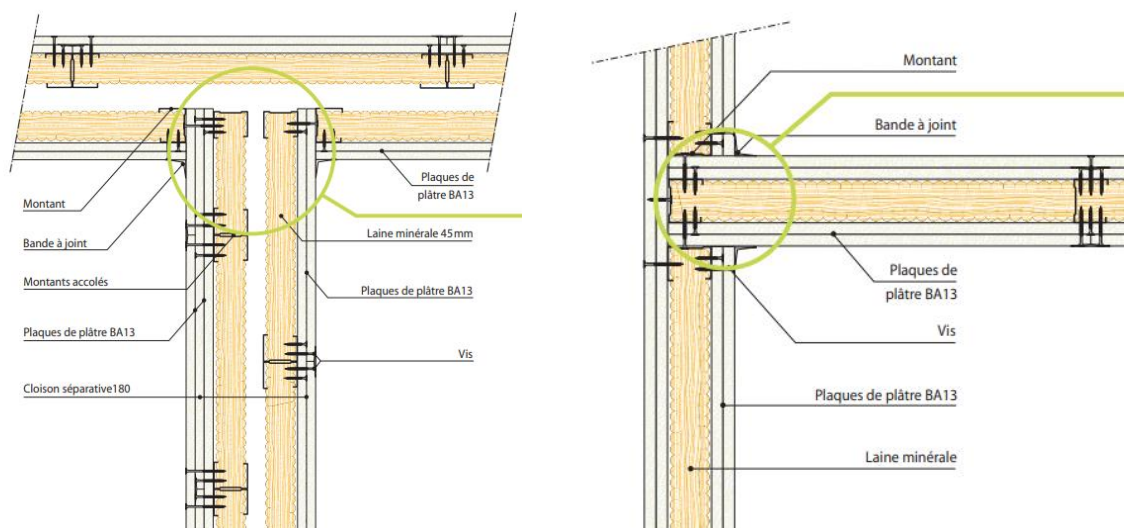 Montant
Bande à joint
Montants accolés
Plaques de plâtre BA13
Cloison séparative180
Plaques de
plâtre BA13
Laine minérale 45mm
Plaques de plâtre BA13
Vis
Montant
Bande à joint
Plaques de
plâtre BA13
Vis
Plaques de plâtre BA13
Laine minérale